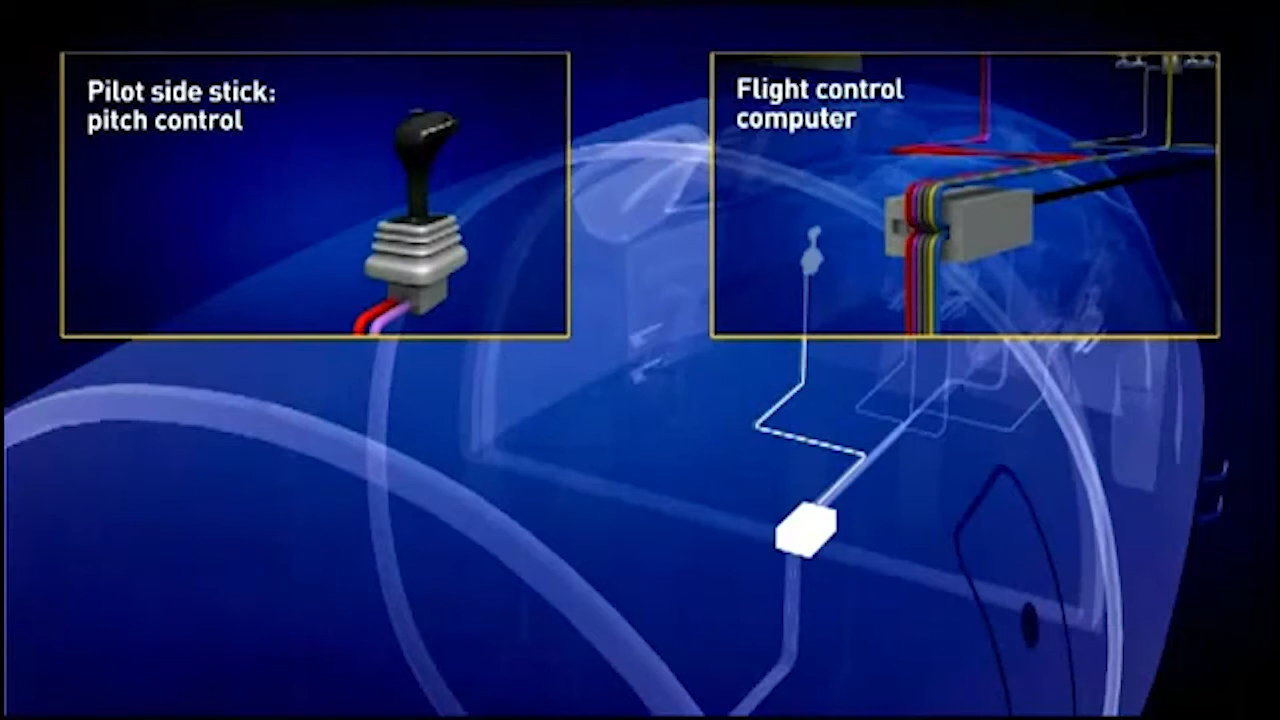 Pilot side stick:
pitch control
Flight control
computer